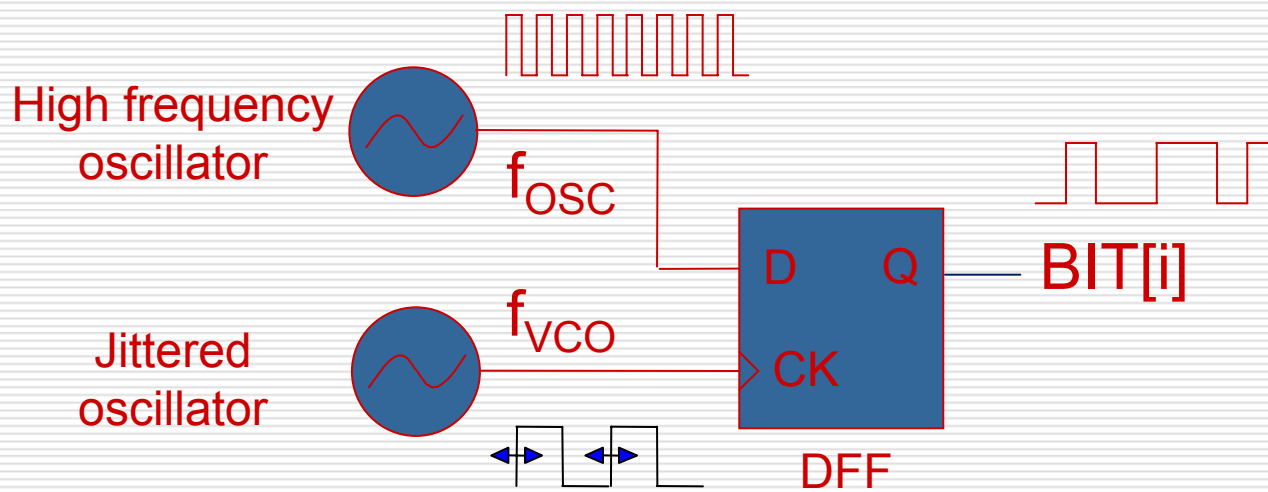 High frequency
oscillator
fOSC
D
Q
BIT[i]
fVCO
Jittered
oscillator
CK
DFF